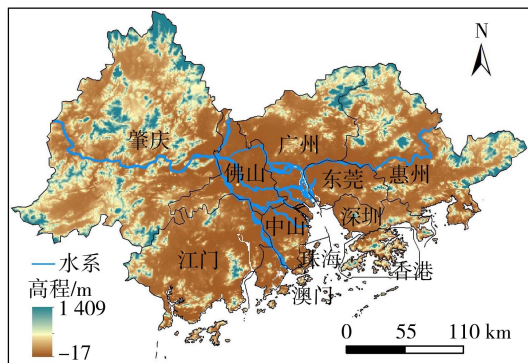 N
肇庆
广州
佛山
东莞
惠州
深圳
中山
江门
珠海
香港
澳门
水系
高程/m
1 409
-17
0 55 110 km